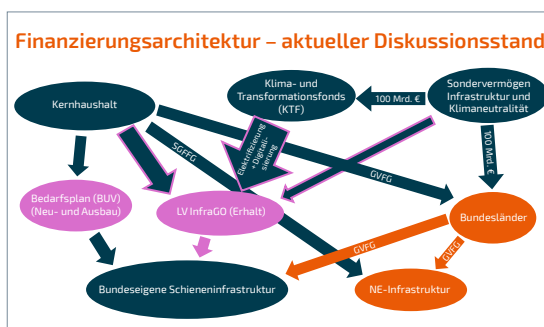 Finanzierungsarchitektur – aktueller Diskussionsstand
Klima- und
Transformationsfonds
(KTF)
100 Mrd. €
Sondervermögen
Infrastruktur und
Klimaneutralität
Kernhaushalt
SGFFG
Elektrifizierung
+ Digitali-
sierung
GVFG
100 Mrd. €
Bedarfsplan (BUV)
(Neu- und Ausbau)
LV InfraGO (Erhalt)
Bundesländer
GVFG
GVFG
Bundeseigene Schieneninfrastruktur
NE-Infrastruktur